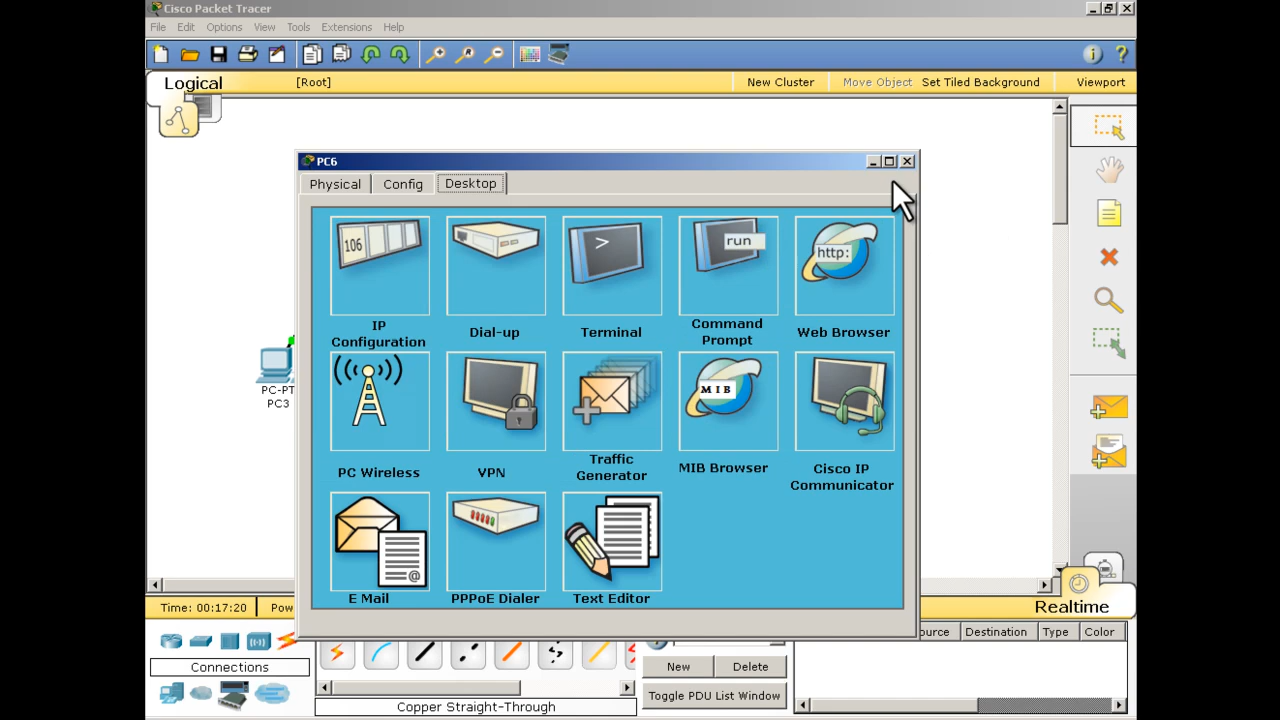 Cisco Packet Tracer
File Edit Options View Tools Extensions Help
Logical
[Root]
New Cluster
Move Object
Set Tiled Background
Viewport
PC6
Physical
Config
Desktop
106
>
run
http:
IP
Configuration
Dial-up
Terminal
Command
Prompt
Web Browser
MIB
PC Wireless
VPN
Traffic
Generator
MIB Browser
Cisco IP
Communicator
@
E Mail
PPPoE Dialer
Text Editor
PC-PT
PC3
Time: 00:17:20
Pow
Realtime
Connections
New
Delete
Toggle PDU List Window
ource
Destination
Type
Color
Copper Straight-Through